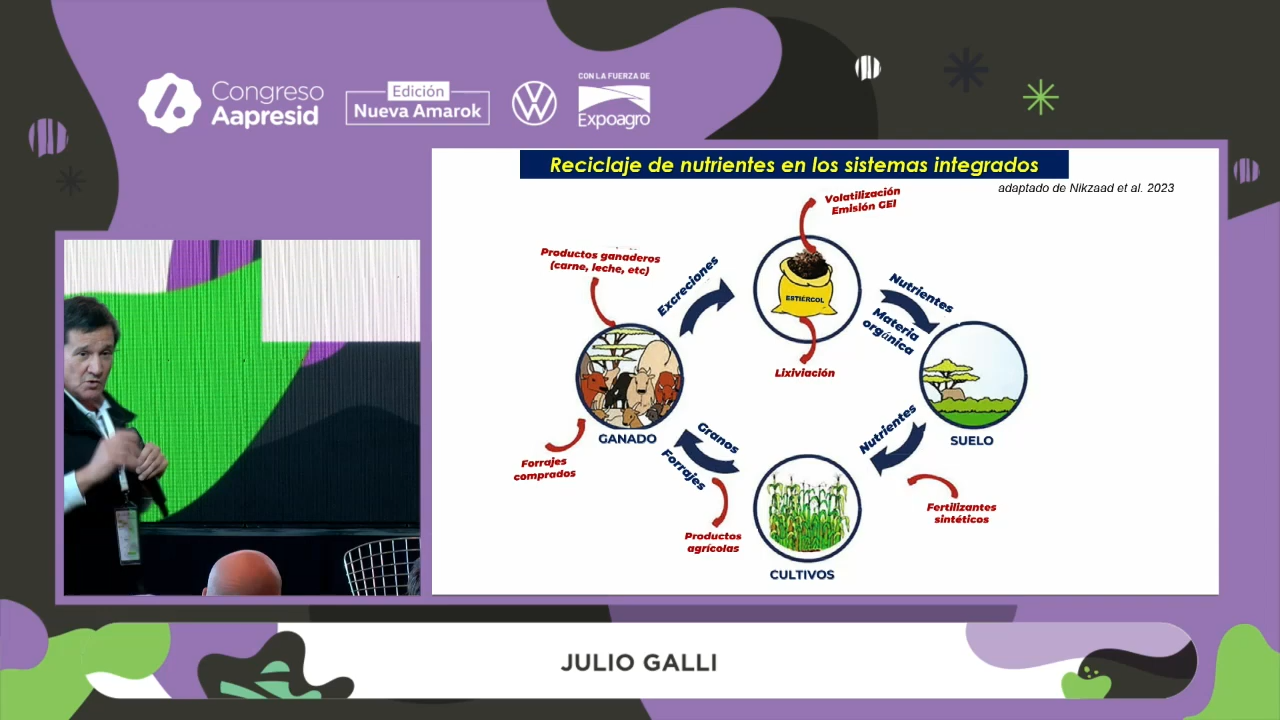 CON LA FUERZA DE
Congreso
Aapresid
Edición
Nueva Amarok
Expoagro
Reciclaje de nutrientes en los sistemas integrados
adaptado de Nikzaad et al. 2023
Volatilización
Emisión GEI
Productos ganaderos
(carne, leche, etc)
Excreciones
ESTIÉRCOL
Nutrientes
Materia
orgánica
Lixiviación
GANADO
SUELO
Granos
Forrajes
Nutrientes
Forrajes
comprados
Fertilizantes
sintéticos
Productos
agrícolas
CULTIVOS
JULIO GALLI